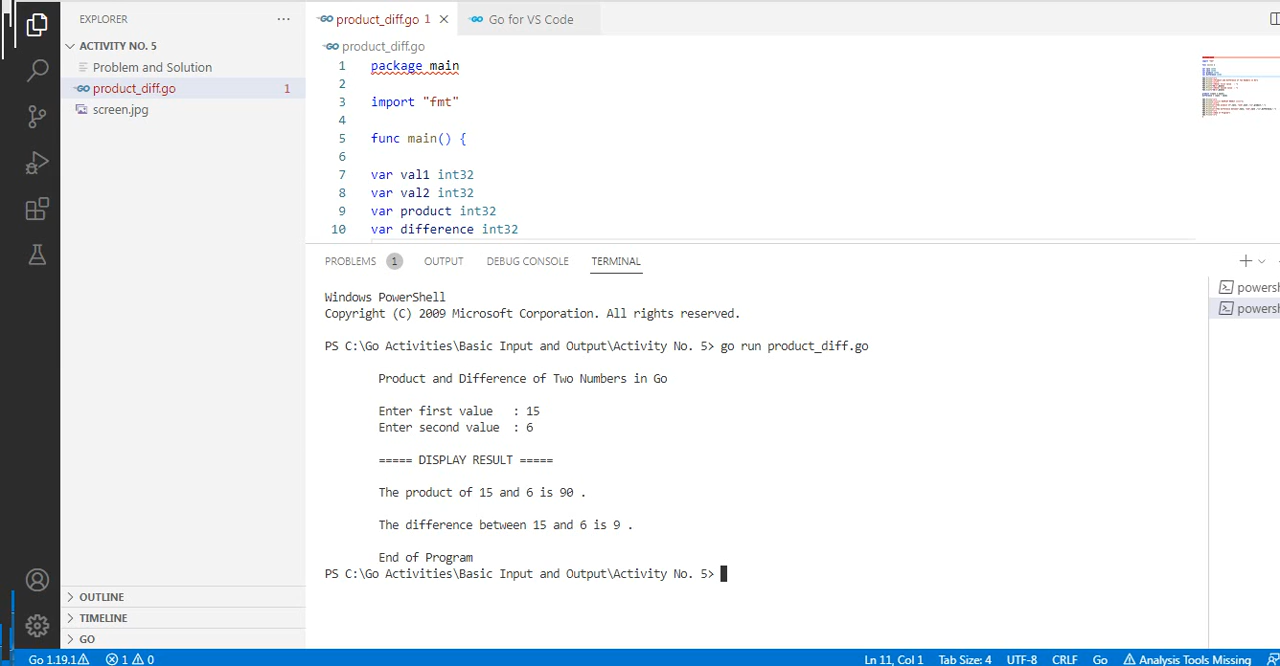 EXPLORER
...
ACTIVITY NO. 5
Problem and Solution
product_diff.go 1
screen.jpg
OUTLINE
TIMELINE
GO
product_diff.go 1
Go for VS Code
product_diff.go
1 package main
2
3 import "fmt"
4
5 func main() {
6
7 var val1 int32
8 var val2 int32
9 var product int32
10 var difference int32
PROBLEMS 1 OUTPUT DEBUG CONSOLE TERMINAL
Windows PowerShell
Copyright (C) 2009 Microsoft Corporation. All rights reserved.
PS C:\Go Activities\Basic Input and Output\Activity No. 5> go run product_diff.go
Product and Difference of Two Numbers in Go
Enter first value : 15
Enter second value : 6
===== DISPLAY RESULT =====
The product of 15 and 6 is 90 .
The difference between 15 and 6 is 9 .
End of Program
PS C:\Go Activities\Basic Input and Output\Activity No. 5>
powersh
powersh
Go 1.19.1 1 0 Ln 11, Col 1 Tab Size: 4 UTF-8 CRLF Go Analysis Tools Missing